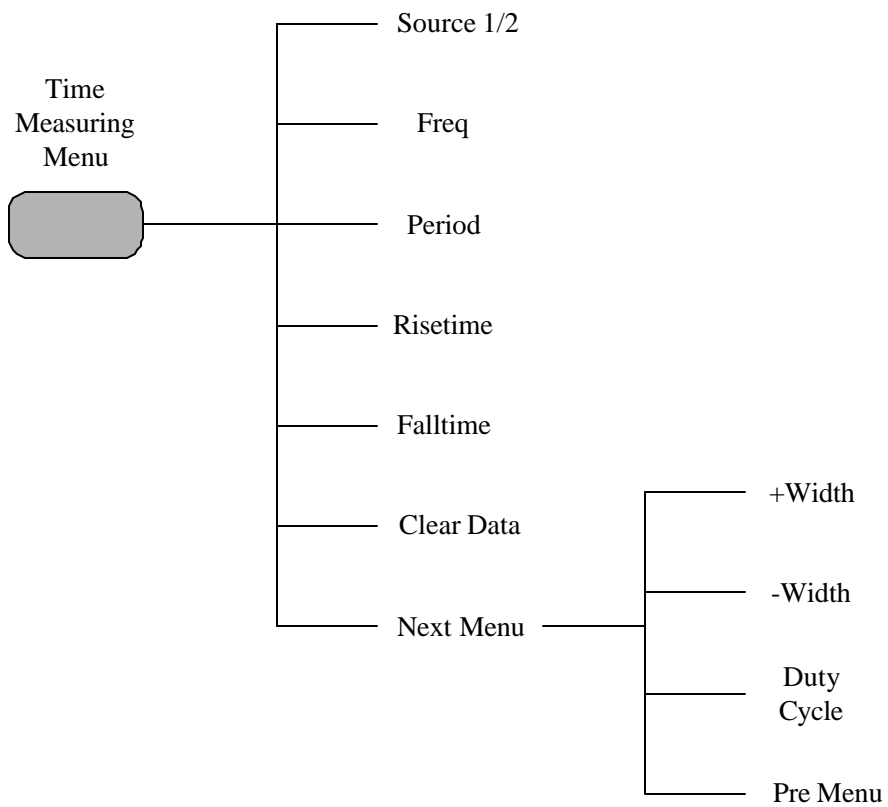 Time
Measuring
Menu
Source 1/2
Freq
Period
Risetime
Falltime
Clear Data
Next Menu
+Width
-Width
Duty
Cycle
Pre Menu